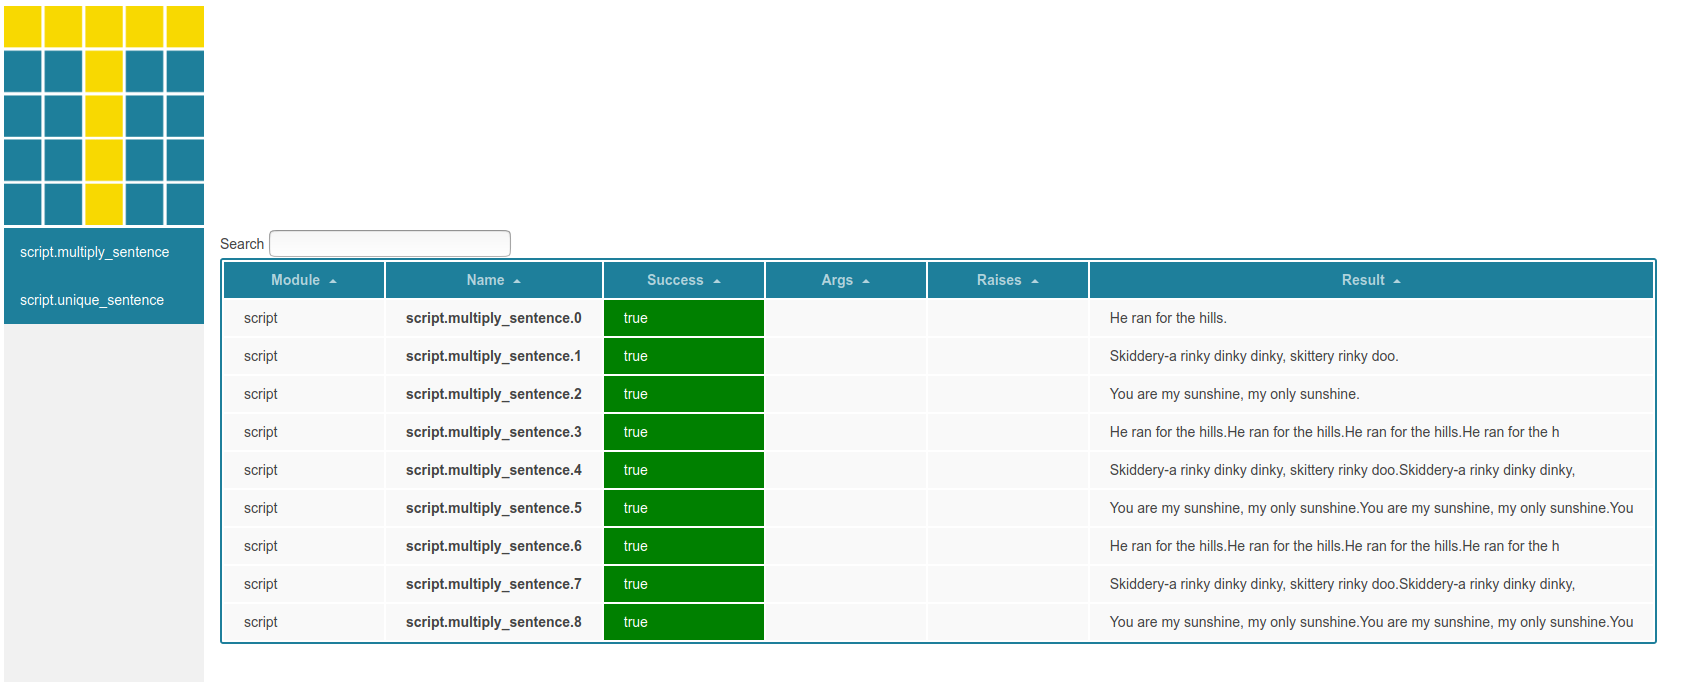 script.multiply_sentence
script.unique_sentence
Search
Module Name Success Args Raises Result
script script.multiply_sentence.0 true He ran for the hills.
script script.multiply_sentence.1 true Skiddery-a rinky dinky dinky, skittery rinky doo.
script script.multiply_sentence.2 true You are my sunshine, my only sunshine.
script script.multiply_sentence.3 true He ran for the hills.He ran for the hills.He ran for the hills.He ran for the h
script script.multiply_sentence.4 true Skiddery-a rinky dinky dinky, skittery rinky doo.Skiddery-a rinky dinky dinky,
script script.multiply_sentence.5 true You are my sunshine, my only sunshine.You are my sunshine, my only sunshine.You
script script.multiply_sentence.6 true He ran for the hills.He ran for the hills.He ran for the hills.He ran for the h
script script.multiply_sentence.7 true Skiddery-a rinky dinky dinky, skittery rinky doo.Skiddery-a rinky dinky dinky,
script script.multiply_sentence.8 true You are my sunshine, my only sunshine.You are my sunshine, my only sunshine.You